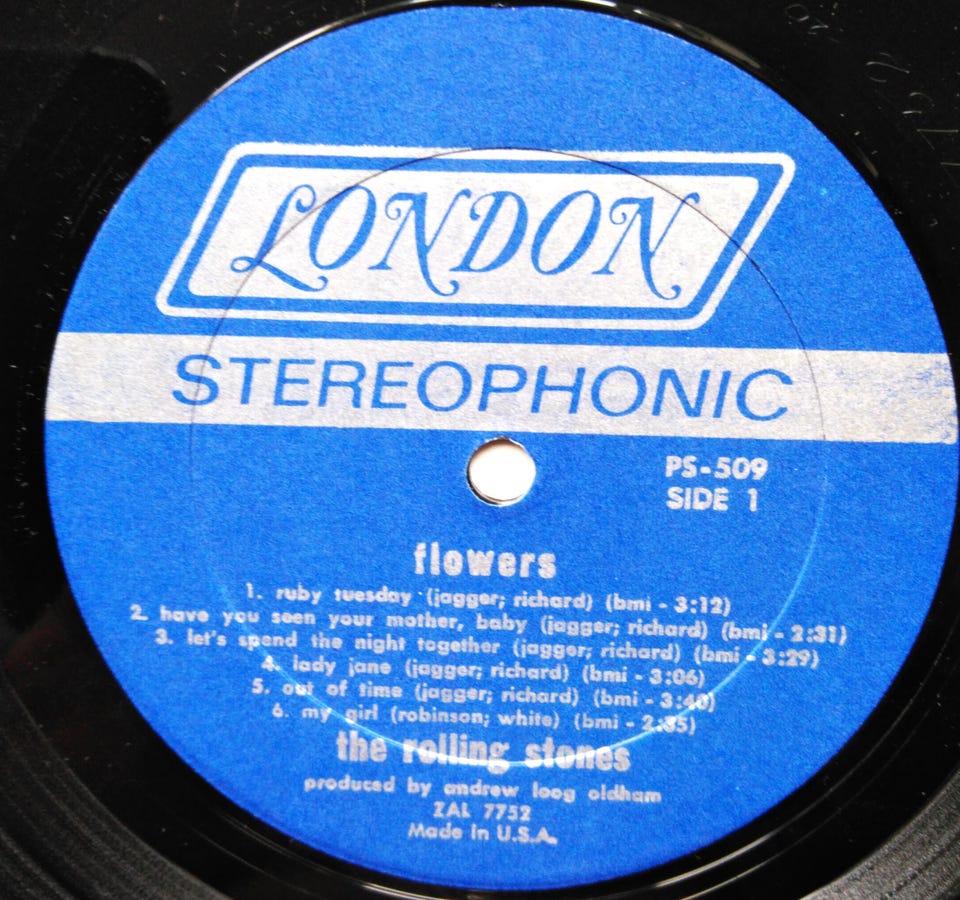 LONDON
STEREOPHONIC
PS-509
SIDE 1
flowers
1. ruby tuesday (jagger; richard) (bmi - 3:12)
2. have you seen your mother, baby (jagger; richard) (bmi - 2:31)
3. let's spend the night together (jagger; richard) (bmi - 3:29)
4. lady jane (jagger; richard) (bmi - 3:06)
5. out of time (jagger; richard) (bmi - 3:40)
6. my girl (robinson; white) (bmi - 2:35)
the rolling stones
produced by andrew loog oldham
ZAL 7752
Made In U.S.A.